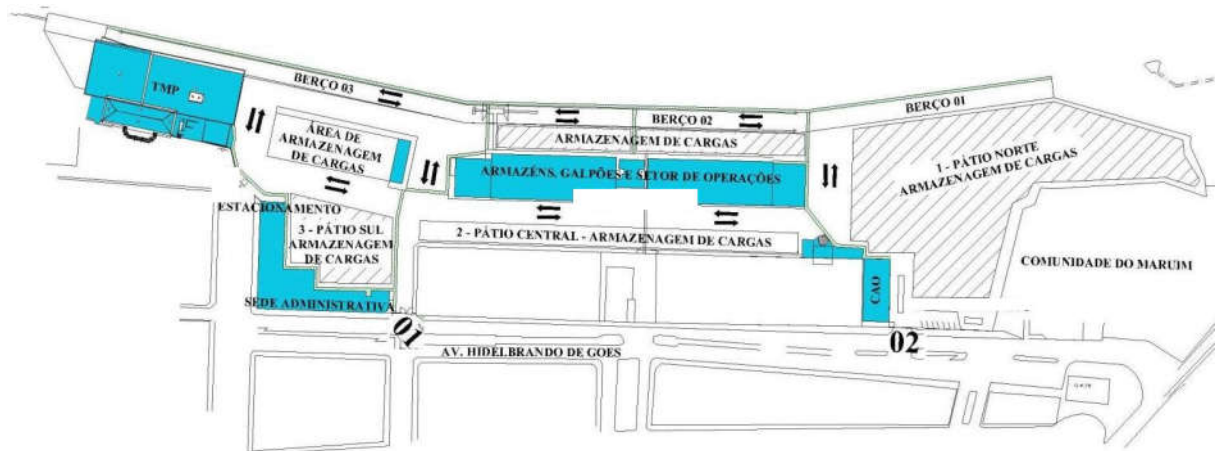 TMP
BERÇO 03
BERÇO 02
BERÇO 01
ÁREA DE
ARMAZENAGEM
DE CARGAS
ARMAZENAGEM DE CARGAS
ARMAZÉNS, GALPÕES E SETOR DE OPERAÇÕES
1 - PÁTIO NORTE
ARMAZENAGEM DE CARGAS
ESTACIONAMENTO
3 - PÁTIO SUL
ARMAZENAGEM
DE CARGAS
2 - PÁTIO CENTRAL - ARMAZENAGEM DE CARGAS
COMUNIDADE DO MARUIM
CAO
SEDE ADMINISTRATIVA
01
02
AV. HIDELBRANDO DE GOES